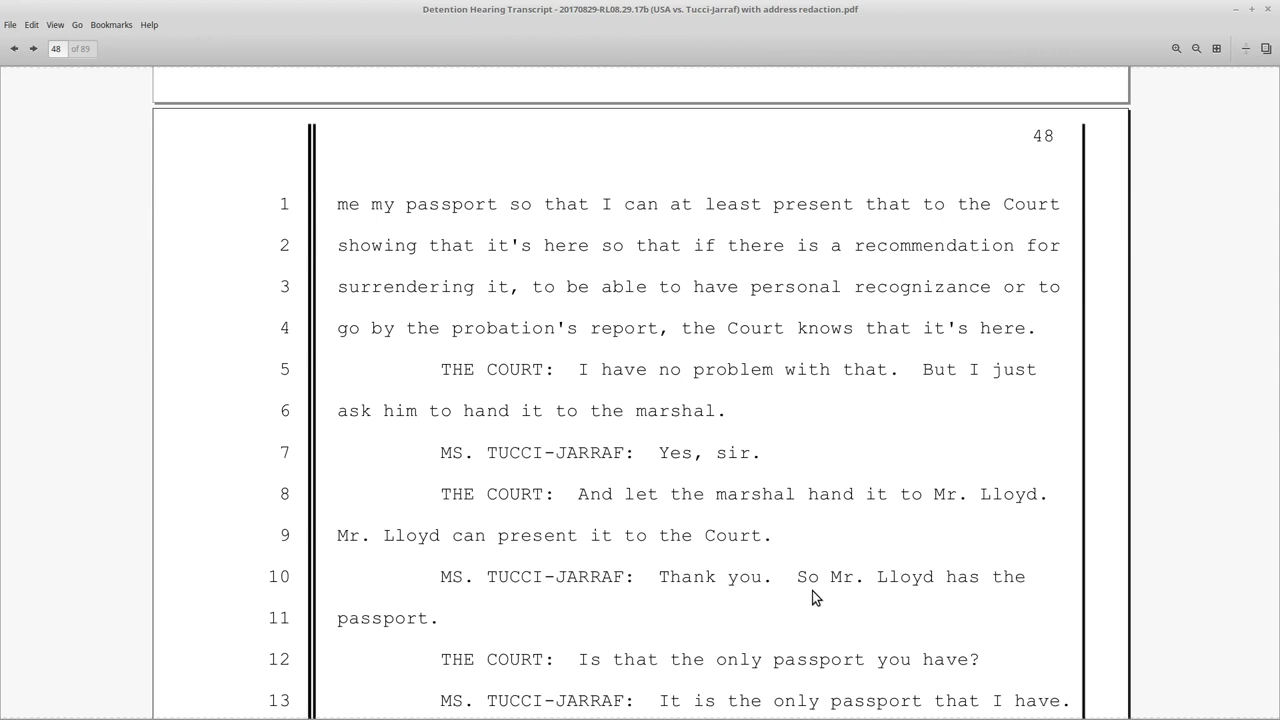 Detention Hearing Transcript - 20170829-RL08.29.17b (USA vs. Tucci-Jarraf) with address redaction.pdf
File Edit View Go Bookmarks Help
48 of 89
48
1 me my passport so that I can at least present that to the Court
2 showing that it's here so that if there is a recommendation for
3 surrendering it, to be able to have personal recognizance or to
4 go by the probation's report, the Court knows that it's here.
5 THE COURT: I have no problem with that. But I just
6 ask him to hand it to the marshal.
7 MS. TUCCI-JARRAF: Yes, sir.
8 THE COURT: And let the marshal hand it to Mr. Lloyd.
9 Mr. Lloyd can present it to the Court.
10 MS. TUCCI-JARRAF: Thank you. So Mr. Lloyd has the
11 passport.
12 THE COURT: Is that the only passport you have?
13 MS. TUCCI-JARRAF: It is the only passport that I have.